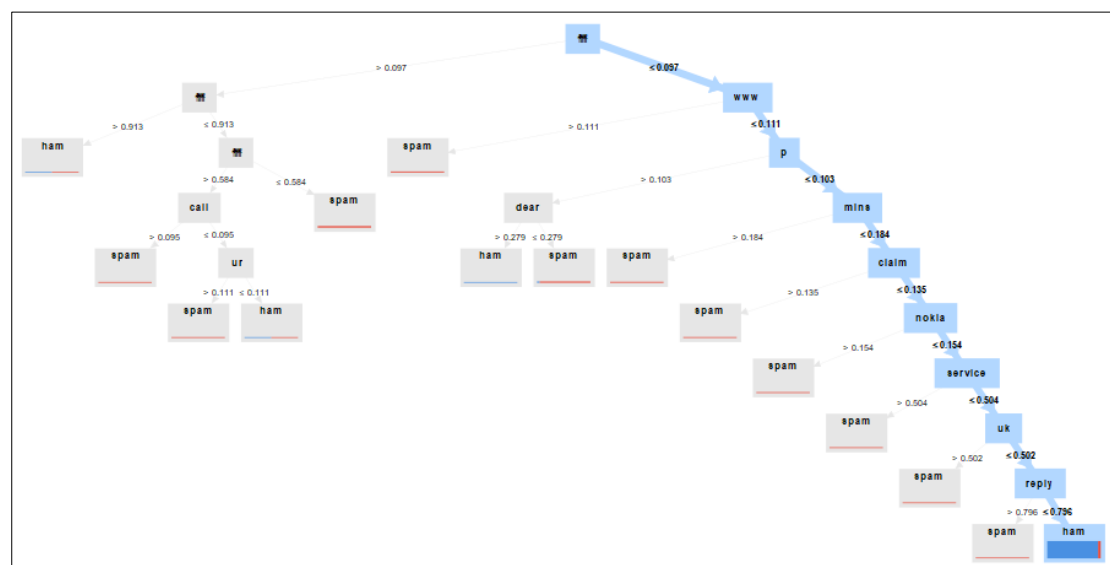 > 0.097
≤ 0.097
www
> 0.913
≤ 0.913
> 0.111
≤ 0.111
ham
spam
p
> 0.584
≤ 0.584
> 0.103
≤ 0.103
call
spam
dear
mins
> 0.095
≤ 0.095
> 0.279
≤ 0.279
> 0.184
≤ 0.184
spam
ur
ham
spam
spam
claim
> 0.111
≤ 0.111
> 0.135
≤ 0.135
spam
ham
spam
nokia
> 0.154
≤ 0.154
spam
service
> 0.504
≤ 0.504
spam
uk
> 0.502
≤ 0.502
spam
reply
> 0.796
≤ 0.796
spam
ham